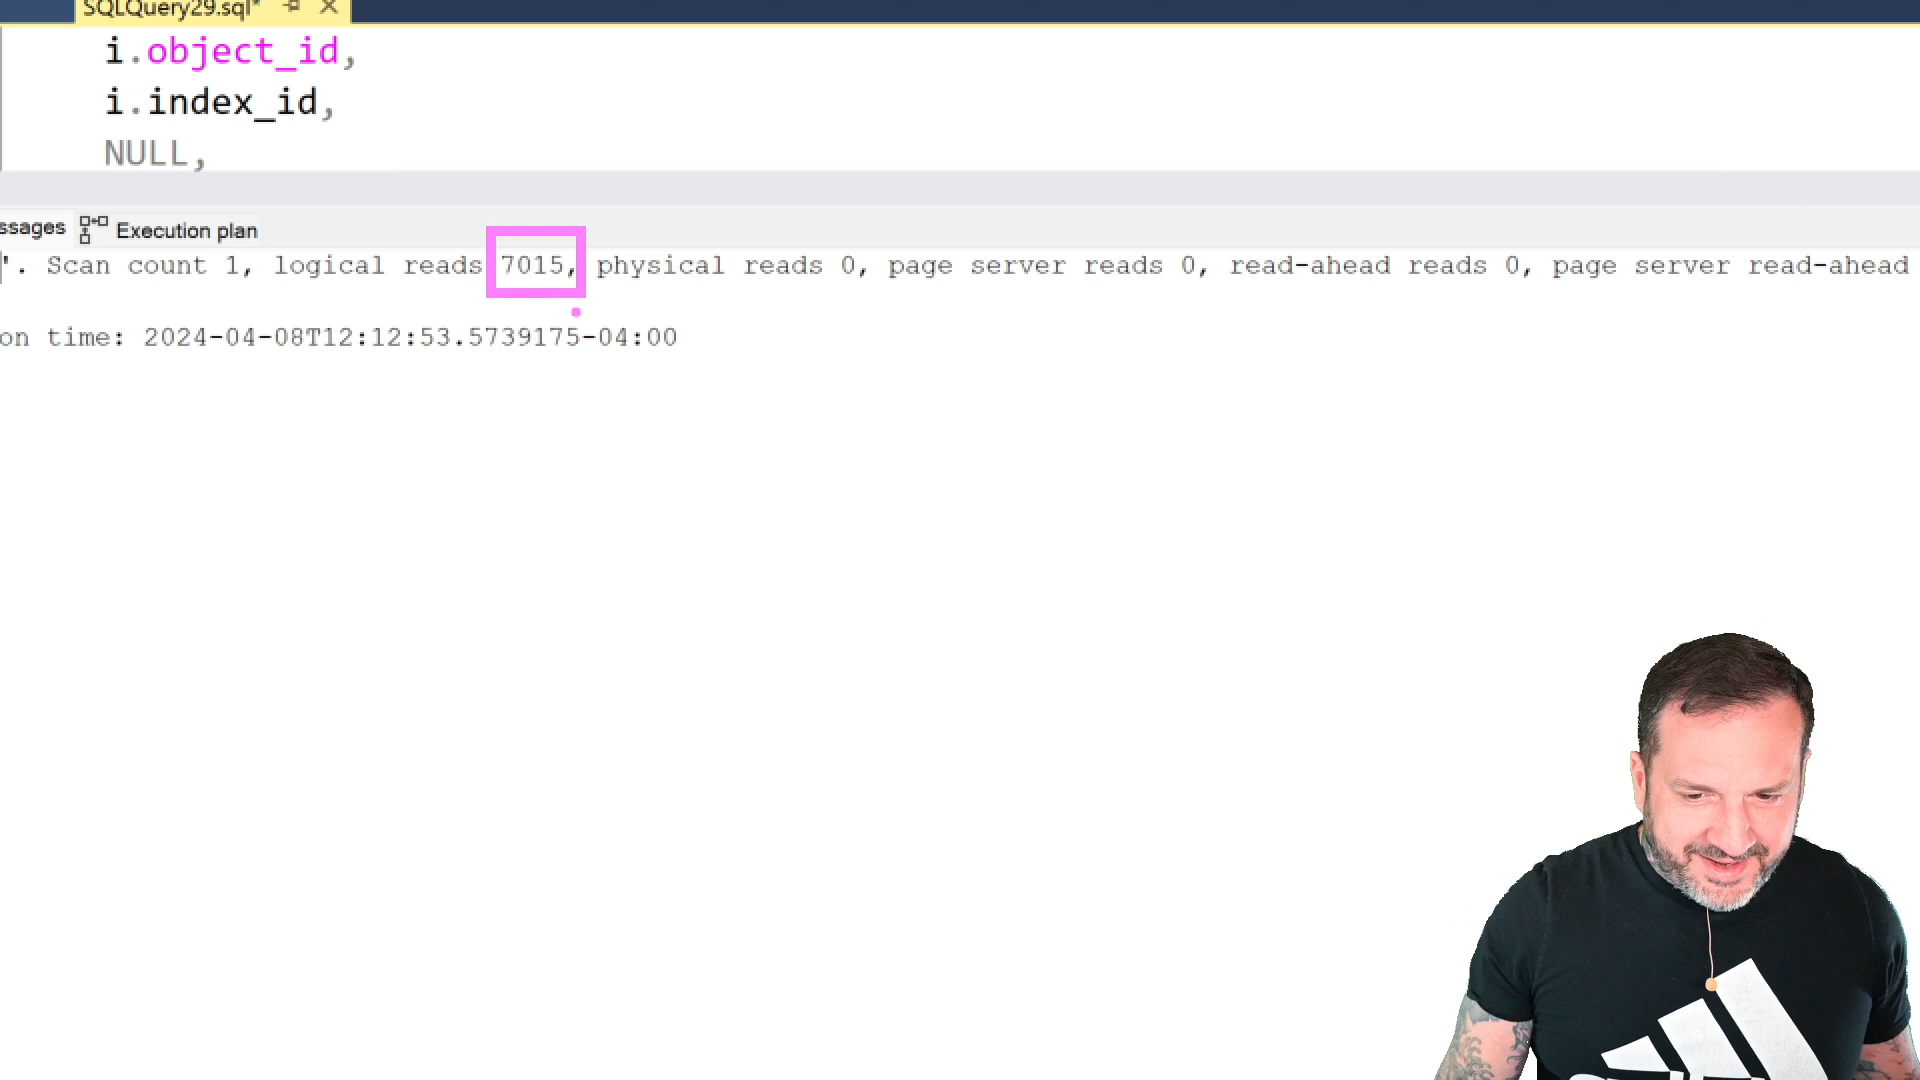 SQLQuery29.sql*
i.object_id,
i.index_id,
NULL,
ssages Execution plan
'. Scan count 1, logical reads 7015, physical reads 0, page server reads 0, read-ahead reads 0, page server read-ahead
on time: 2024-04-08T12:12:53.5739175-04:00